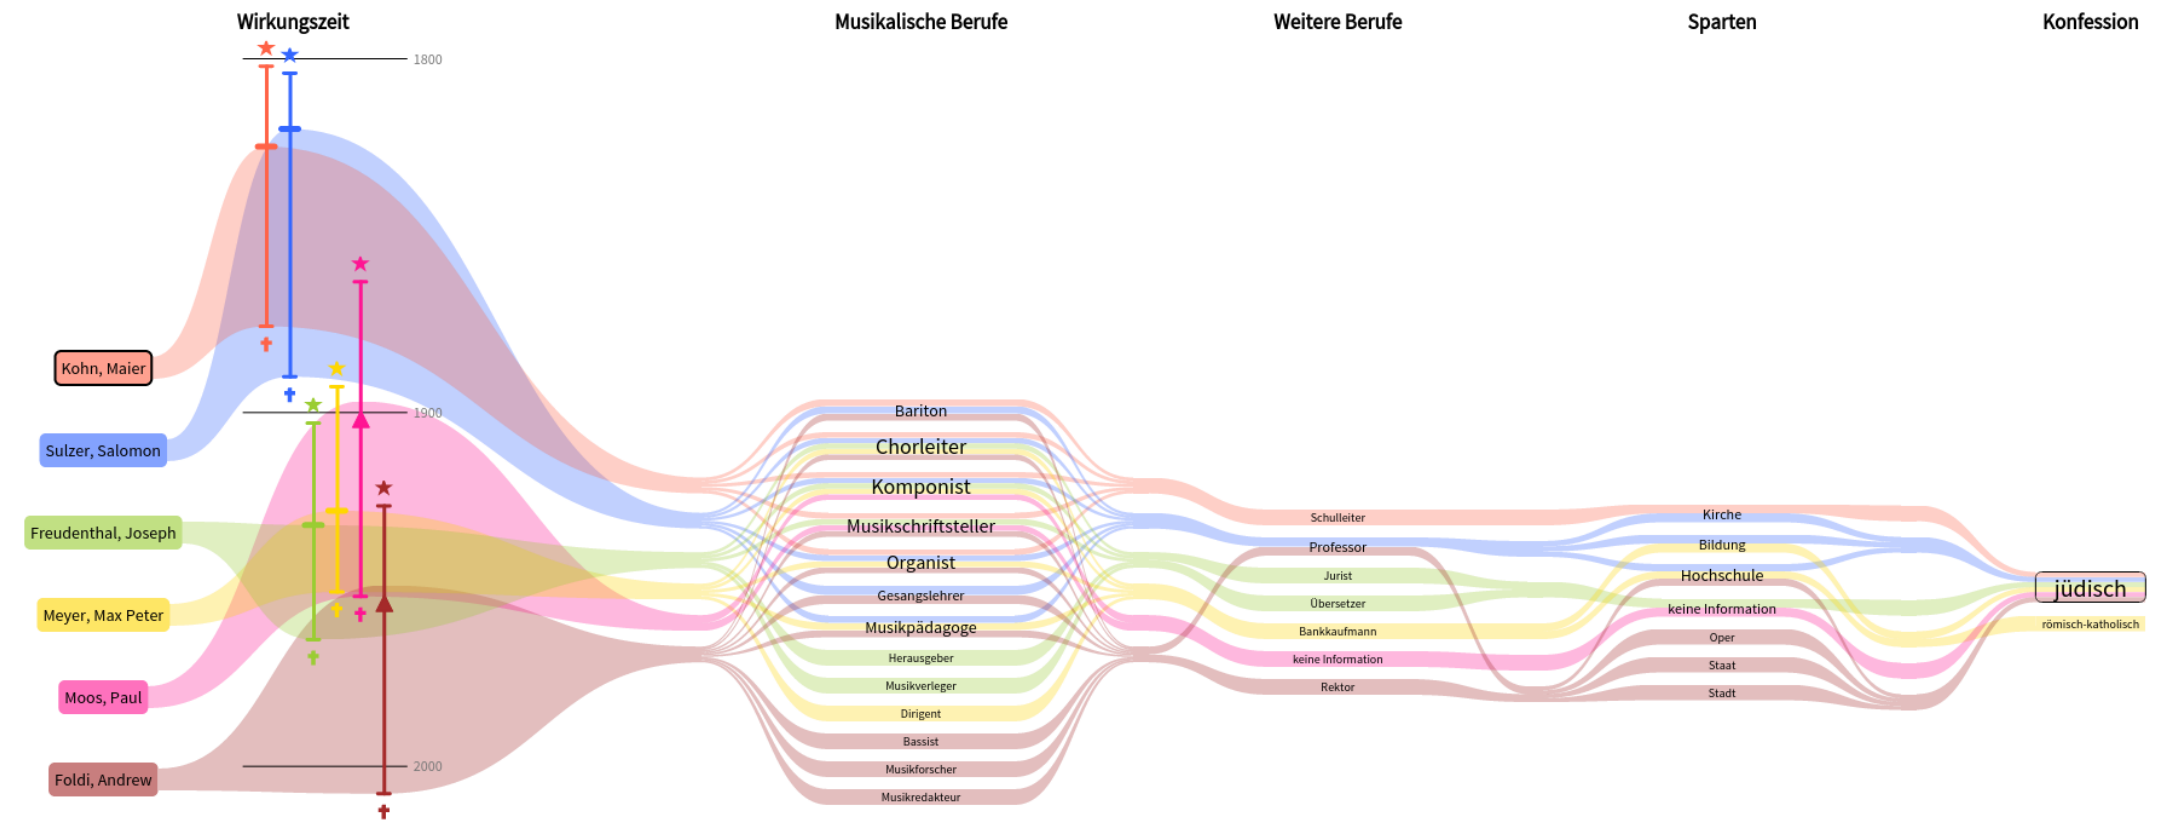 Wirkungszeit
Musikalische Berufe
Weitere Berufe
Sparten
Konfession
1800
1900
2000
Kohn, Maier
Sulzer, Salomon
Freudenthal, Joseph
Meyer, Max Peter
Moos, Paul
Foldi, Andrew
Bariton
Chorleiter
Komponist
Musikschriftsteller
Organist
Gesangslehrer
Musikpädagoge
Herausgeber
Musikverleger
Dirigent
Bassist
Musikforscher
Musikredakteur
Schulleiter
Professor
Jurist
Übersetzer
Bankkaufmann
keine Information
Rektor
Kirche
Bildung
Hochschule
keine Information
Oper
Staat
Stadt
jüdisch
römisch-katholisch